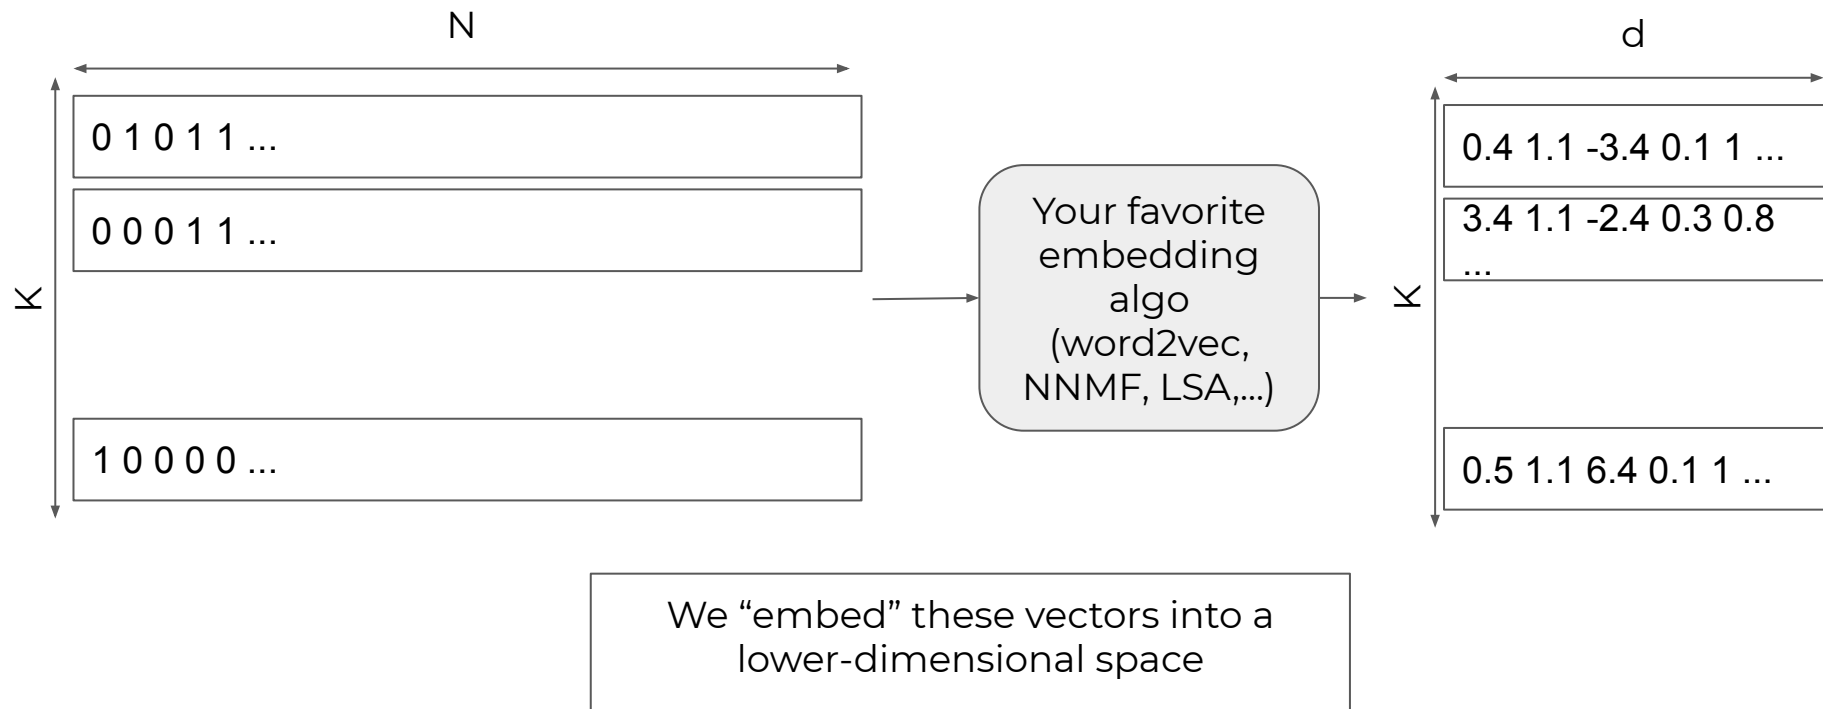 N
d
K
0 1 0 1 1 ...
0 0 0 1 1 ...
1 0 0 0 0 ...
Your favorite
embedding
algo
(word2vec,
NNMF, LSA,...)
K
0.4 1.1 -3.4 0.1 1 ...
3.4 1.1 -2.4 0.3 0.8
...
0.5 1.1 6.4 0.1 1 ...
We “embed” these vectors into a
lower-dimensional space